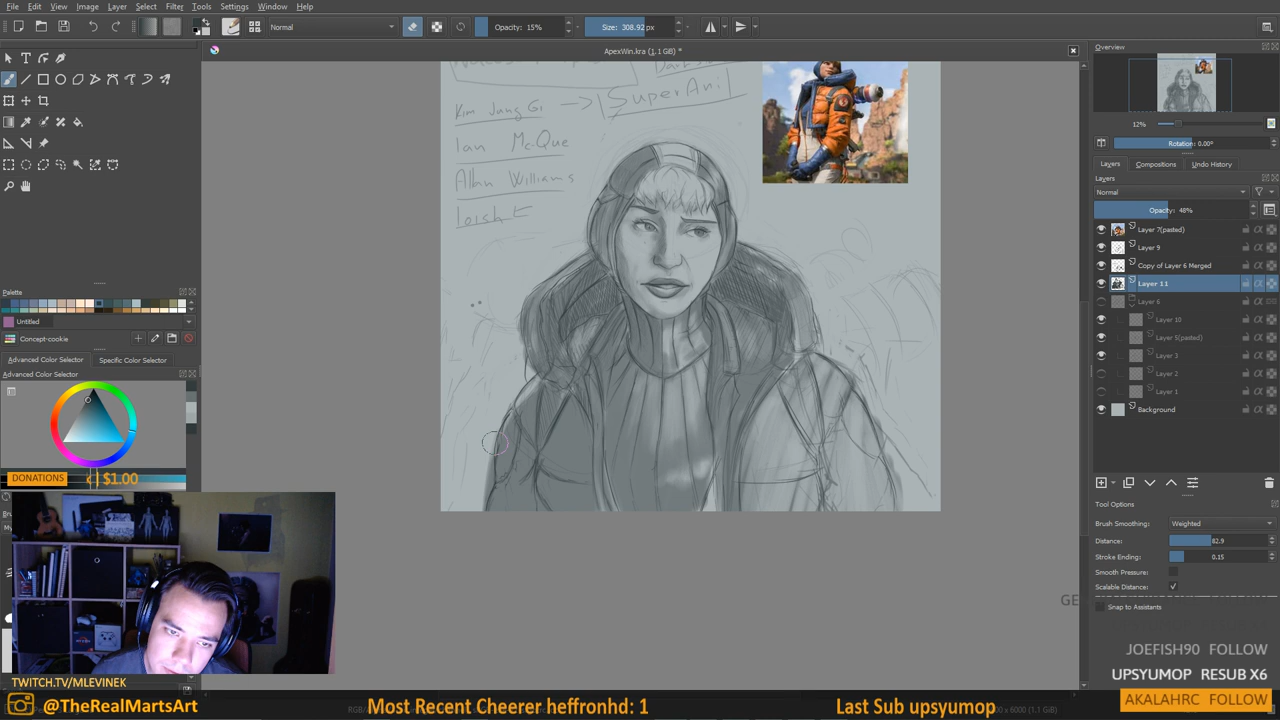 File Edit View Image Layer Select Filter Tools Settings Window Help
Normal
Opacity: 15%
Size: 308.92 px
ApexWin.kra (1.1 GB) *
Overview
12%
Rotation: 0.00°
Layers Compositions Undo History
Layers
Normal
Opacity: 48%
Layer 7(pasted)
Layer 9
Copy of Layer 6 Merged
Layer 11
Layer 6
Layer 10
Layer 5(pasted)
Layer 3
Layer 2
Layer 1
Background
Tool Options
Brush Smoothing: Weighted
Distance: 82.9
Stroke Ending: 0.15
Smooth Pressure:
Scalable Distance:
Snap to Assistants
Kim Jung Gi → SuperAni
Ian McQue
Allan Williams
Palette
Untitled
Concept-cookie
Advanced Color Selector Specific Color Selector
Advanced Color Selector
DONATIONS
$1.00
GE
JOEFISH90 FOLLOW
UPSYUMOP RESUB X6
AKALAHRC FOLLOW
TWITCH.TV/MLEVINEK
@TheRealMartsArt
Most Recent Cheerer heffronhd: 1
Last Sub upsyumop